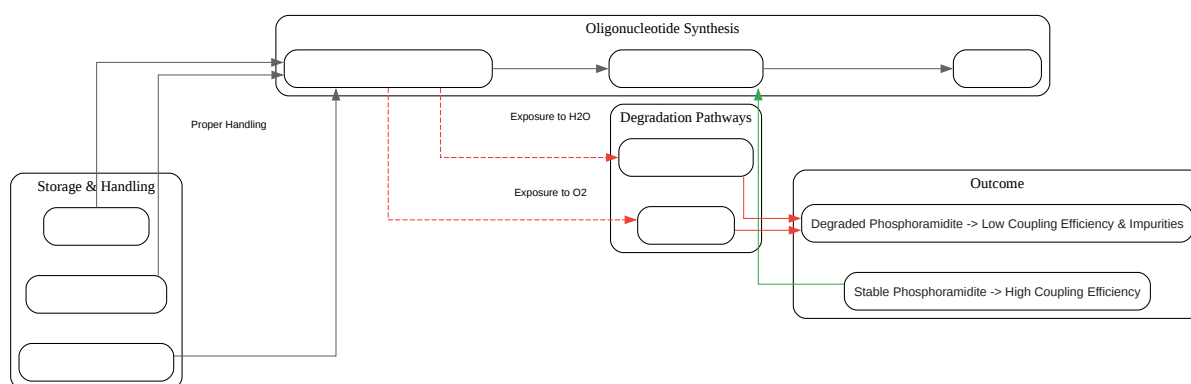 Oligonucleotide Synthesis
Exposure to H2O
Degradation Pathways
Proper Handling
Storage & Handling
Exposure to O2
Outcome
Degraded Phosphoramidite -> Low Coupling Efficiency & Impurities
Stable Phosphoramidite -> High Coupling Efficiency